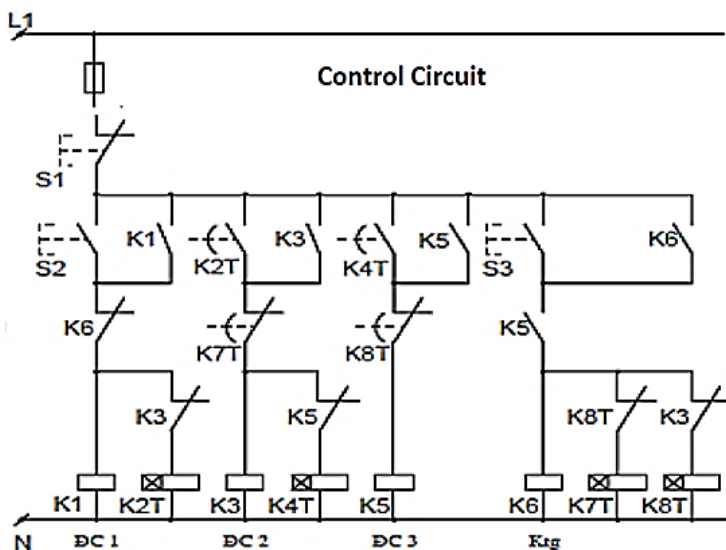 L1
Control Circuit
S1
S2 K1 K2T K3 K4T K5 S3 K6
K6 K7T K8T K5
K3 K5 K8T K3
K1 K2T K3 K4T K5 K6 K7T K8T
N ĐC 1 ĐC 2 ĐC 3 Ktg